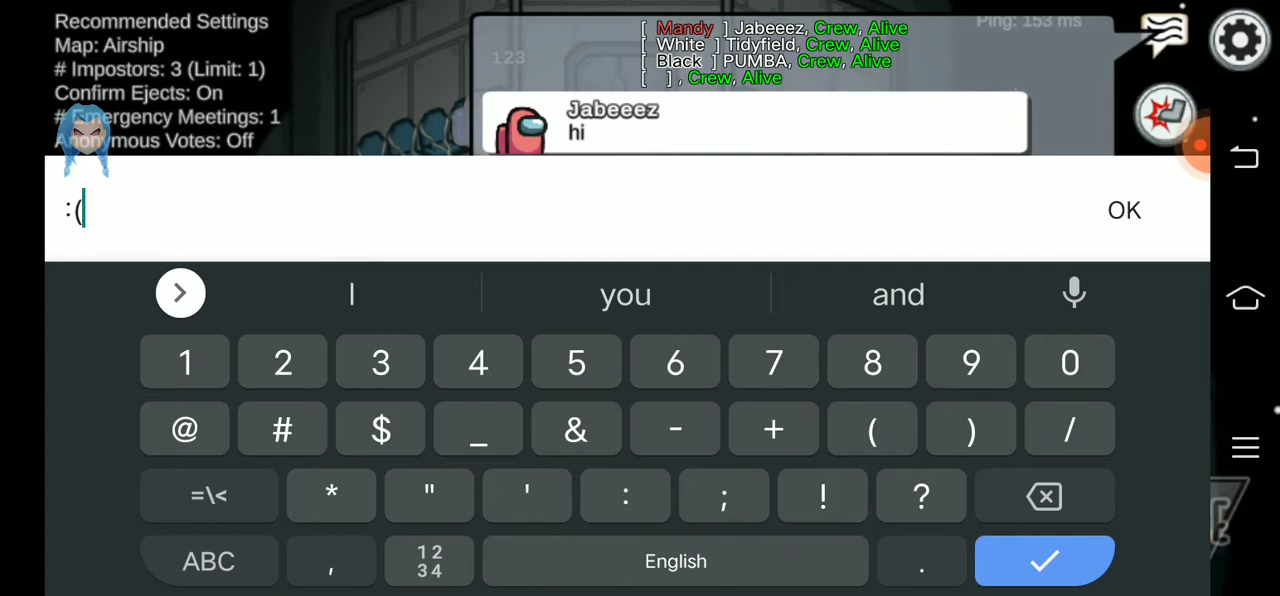 Recommended Settings
Map: Airship
# Impostors: 3 (Limit: 1)
Confirm Ejects: On
# Emergency Meetings: 1
Anonymous Votes: Off
Ping: 153 ms
123
[ Mandy ] Jabeeez, Crew, Alive
[ White ] Tidyfield, Crew, Alive
[ Black ] PUMBA, Crew, Alive
[ ] , Crew, Alive
Jabeeez
hi
:(
OK
I you and
1 2 3 4 5 6 7 8 9 0
@ # $ _ & - + ( ) /
=\< * " ' : ; ! ?
ABC , 12 English .
34